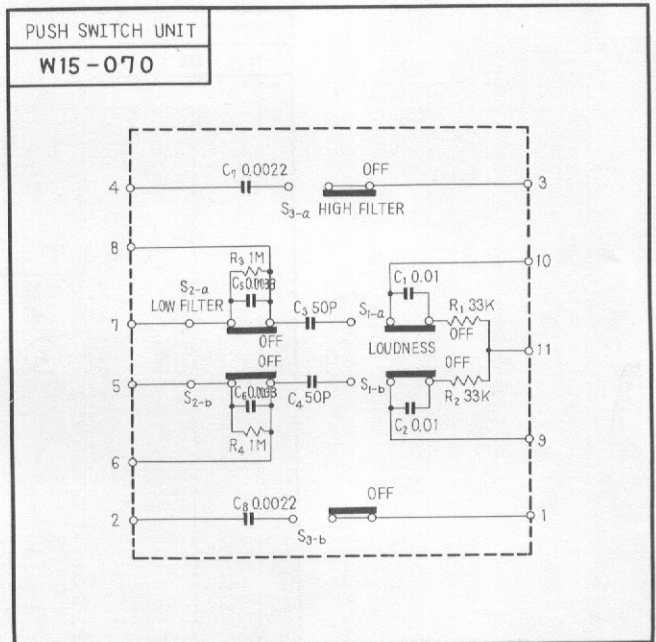 PUSH SWITCH UNIT
W15-070
C7 0.0022
OFF
4
3
S3-a HIGH FILTER
8
R3 1M
10
S2-a
C5 0.0033
C1 0.01
LOW FILTER
C3 50P
S1-a
R1 33K
7
OFF
OFF
LOUDNESS
11
OFF
OFF
5
S2-b
C6 0.0033
C4 50P
S1-b
R2 33K
C2 0.01
R4 1M
9
6
C8 0.0022
OFF
2
1
S3-b